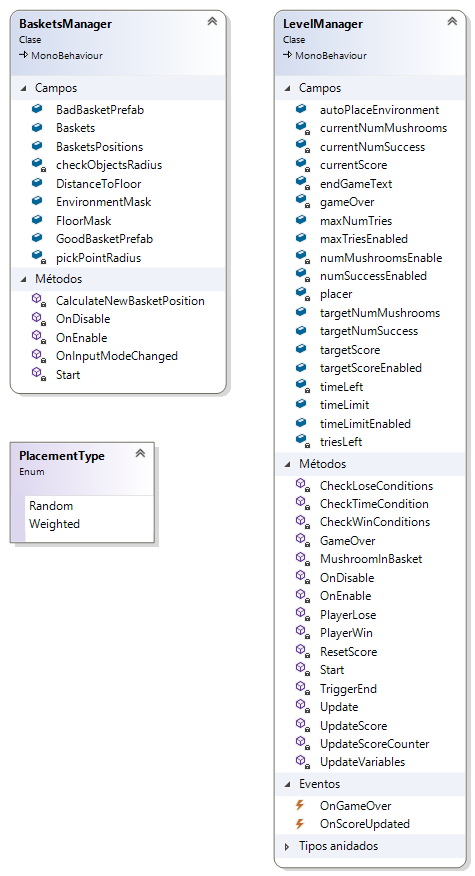 BasketsManager
Clase
MonoBehaviour
Campos
BadBasketPrefab
Baskets
BasketsPositions
checkObjectsRadius
DistanceToFloor
EnvironmentMask
FloorMask
GoodBasketPrefab
pickPointRadius
Métodos
CalculateNewBasketPosition
OnDisable
OnEnable
OnInputModeChanged
Start
PlacementType
Enum
Random
Weighted
LevelManager
Clase
MonoBehaviour
Campos
autoPlaceEnvironment
currentNumMushrooms
currentNumSuccess
currentScore
endGameText
gameOver
maxNumTries
maxTriesEnabled
numMushroomsEnable
numSuccessEnabled
placer
targetNumMushrooms
targetNumSuccess
targetScore
targetScoreEnabled
timeLeft
timeLimit
timeLimitEnabled
triesLeft
Métodos
CheckLoseConditions
CheckTimeCondition
CheckWinConditions
GameOver
MushroomInBasket
OnDisable
OnEnable
PlayerLose
PlayerWin
ResetScore
Start
TriggerEnd
Update
UpdateScore
UpdateScoreCounter
UpdateVariables
Eventos
OnGameOver
OnScoreUpdated
Tipos anidados